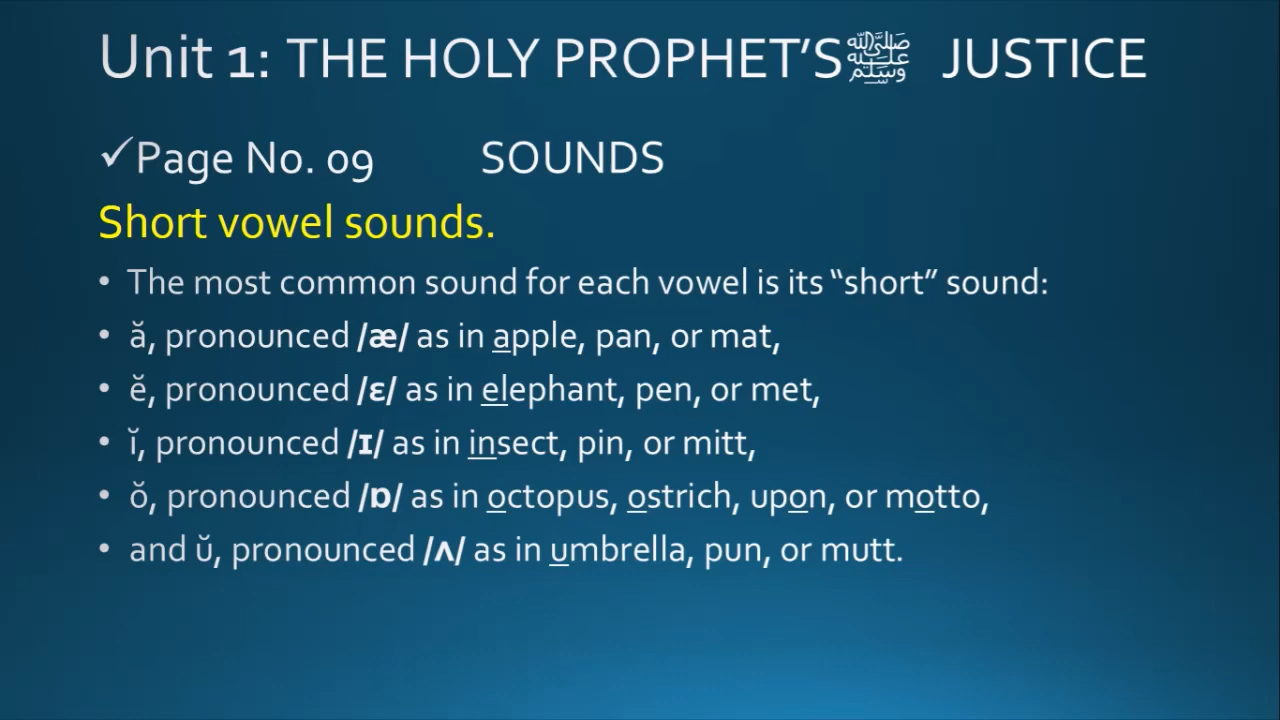 Unit 1: THE HOLY PROPHET’Sﷺ JUSTICE
✓Page No. 09 SOUNDS
Short vowel sounds.
• The most common sound for each vowel is its “short” sound:
• ă, pronounced /æ/ as in apple, pan, or mat,
• ĕ, pronounced /ɛ/ as in elephant, pen, or met,
• ĭ, pronounced /ɪ/ as in insect, pin, or mitt,
• ŏ, pronounced /ɒ/ as in octopus, ostrich, upon, or motto,
• and ŭ, pronounced /ʌ/ as in umbrella, pun, or mutt.